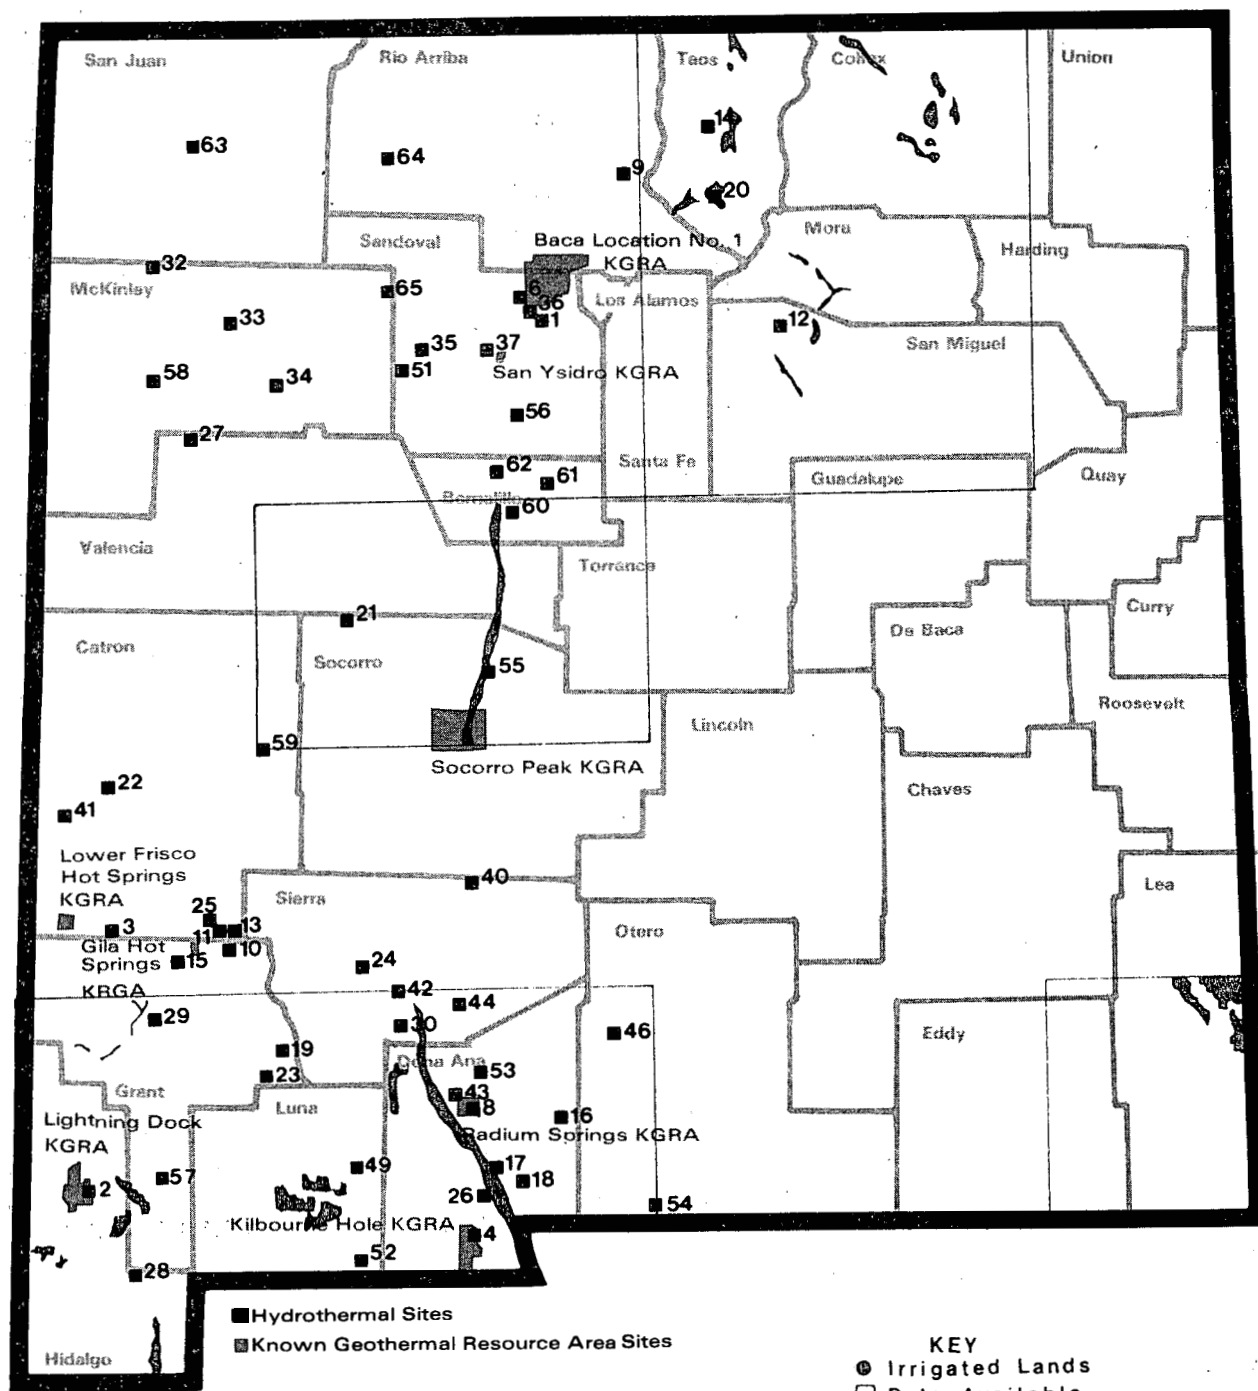 San Juan
Rio Arriba
Taos
Colfax
Union
63
64
14
9
20
Sandoval
Baca Location No. 1
KGRA
Mora
Harding
32
McKinley
65
6
36
1
Los Alamos
33
12
San Miguel
35
37
58
34
51
San Ysidro KGRA
56
27
62
61
Santa Fe
Guadalupe
Quay
Bernalillo
60
Valencia
Torrance
21
Catron
Socorro
De Baca
Curry
55
Lincoln
Roosevelt
59
Socorro Peak KGRA
22
41
Chaves
Lower Frisco
Hot Springs
KGRA
40
Sierra
Lea
25
3
11
13
10
Otero
Gila Hot
Springs
KRGA
15
24
42
44
29
30
46
Eddy
19
23
Dona Ana
53
Grant
Luna
43
8
16
Lightning Dock
KGRA
Radium Springs KGRA
2
57
49
17
18
26
54
Kilbourne Hole KGRA
4
52
28
Hidalgo
Hydrothermal Sites
Known Geothermal Resource Area Sites
KEY
Irrigated Lands